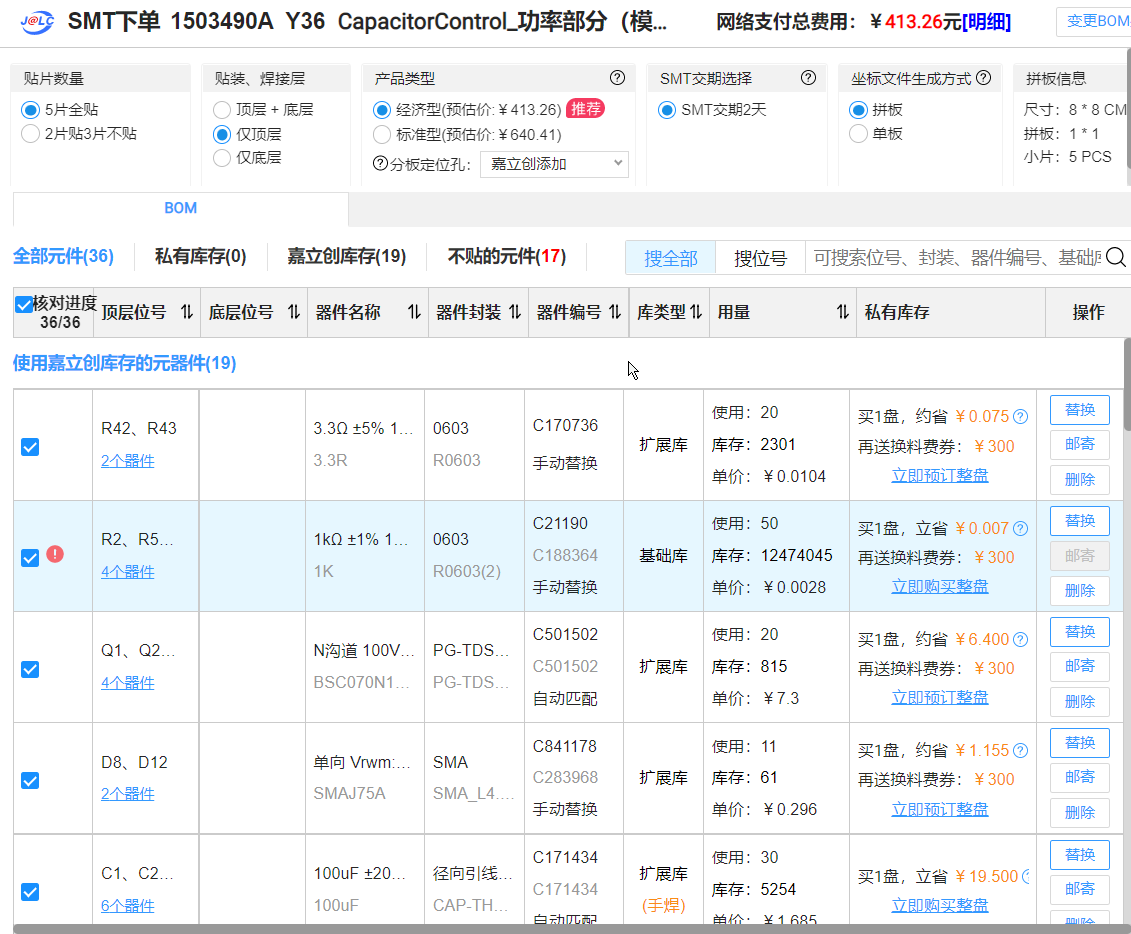 J@LC SMT下单 1503490A Y36 CapacitorControl_功率部分（模... 网络支付总费用：￥413.26元[明细] 变更BOM
贴片数量 贴装、焊接层 产品类型 SMT交期选择 坐标文件生成方式 拼板信息
5片全贴 顶层 + 底层 经济型(预估价:￥413.26) 推荐 SMT交期2天 拼板 尺寸：8 * 8 CM
2片贴3片不贴 仅顶层 标准型(预估价:￥640.41) 单板 拼板：1 * 1
仅底层 分板定位孔： 嘉立创添加 小片：5 PCS
BOM
全部元件(36) 私有库存(0) 嘉立创库存(19) 不贴的元件(17) 搜全部 搜位号 可搜索位号、封装、器件编号、基础库
核对进度 36/36 顶层位号 底层位号 器件名称 器件封装 器件编号 库类型 用量 私有库存 操作
使用嘉立创库存的元器件(19)
R42、R43 3.3Ω ±5% 1... 0603 C170736 扩展库 使用：20 买1盘，约省 ￥0.075 替换
2个器件 3.3R R0603 手动替换 库存：2301 再送换料费券：￥300 邮寄
单价：￥0.0104 立即预订整盘 删除
R2、R5... 1kΩ ±1% 1... 0603 C21190 基础库 使用：50 买1盘，立省 ￥0.007 替换
4个器件 1K R0603(2) C188364 库存：12474045 再送换料费券：￥300 邮寄
手动替换 单价：￥0.0028 立即购买整盘 删除
Q1、Q2... N沟道 100V... PG-TDS... C501502 扩展库 使用：20 买1盘，约省 ￥6.400 替换
4个器件 BSC070N1... PG-TDS... C501502 库存：815 再送换料费券：￥300 邮寄
自动匹配 单价：￥7.3 立即预订整盘 删除
D8、D12 单向 Vrwm:... SMA C841178 扩展库 使用：11 买1盘，约省 ￥1.155 替换
2个器件 SMAJ75A SMA_L4.... C283968 库存：61 再送换料费券：￥300 邮寄
手动替换 单价：￥0.296 立即预订整盘 删除
C1、C2... 100uF ±20... 径向引线... C171434 扩展库 使用：30 买1盘，立省 ￥19.500 替换
6个器件 100uF CAP-TH... C171434 (手焊) 库存：5254 立即购买整盘 邮寄
自动匹配 单价：￥1.685 删除